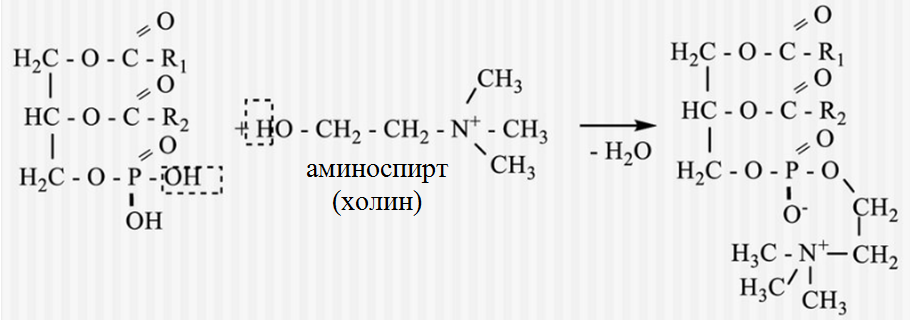 O
H₂C - O - C - R₁
O
HC - O - C - R₂
O
H₂C - O - P - OH
OH
+ HO - CH₂ - CH₂ - N⁺ - CH₃
CH₃
CH₃
аминоспирт
(холин)
- H₂O
O
H₂C - O - C - R₁
O
HC - O - C - R₂
O
H₂C - O - P - O
O⁻
CH₂
H₃C - N⁺ - CH₂
H₃C
CH₃